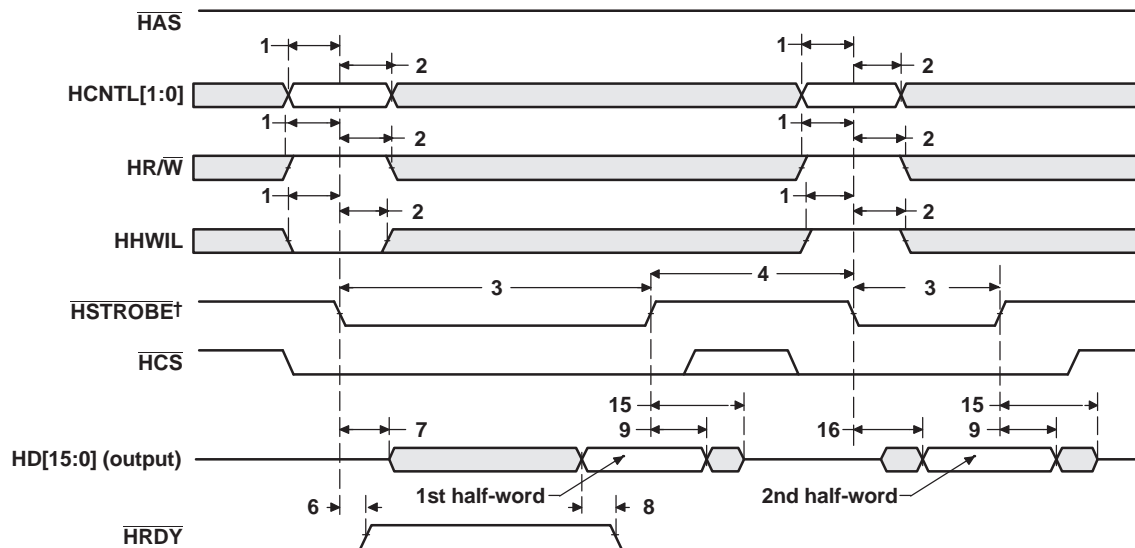 HAS
1 1
2 2
HCNTL[1:0]
1 1
2 2
HR/W
1 1
2 2
HHWIL
4
3 3
HSTROBE†
HCS
15 15
7 9 16 9
HD[15:0] (output)
1st half-word 2nd half-word
6 8
HRDY